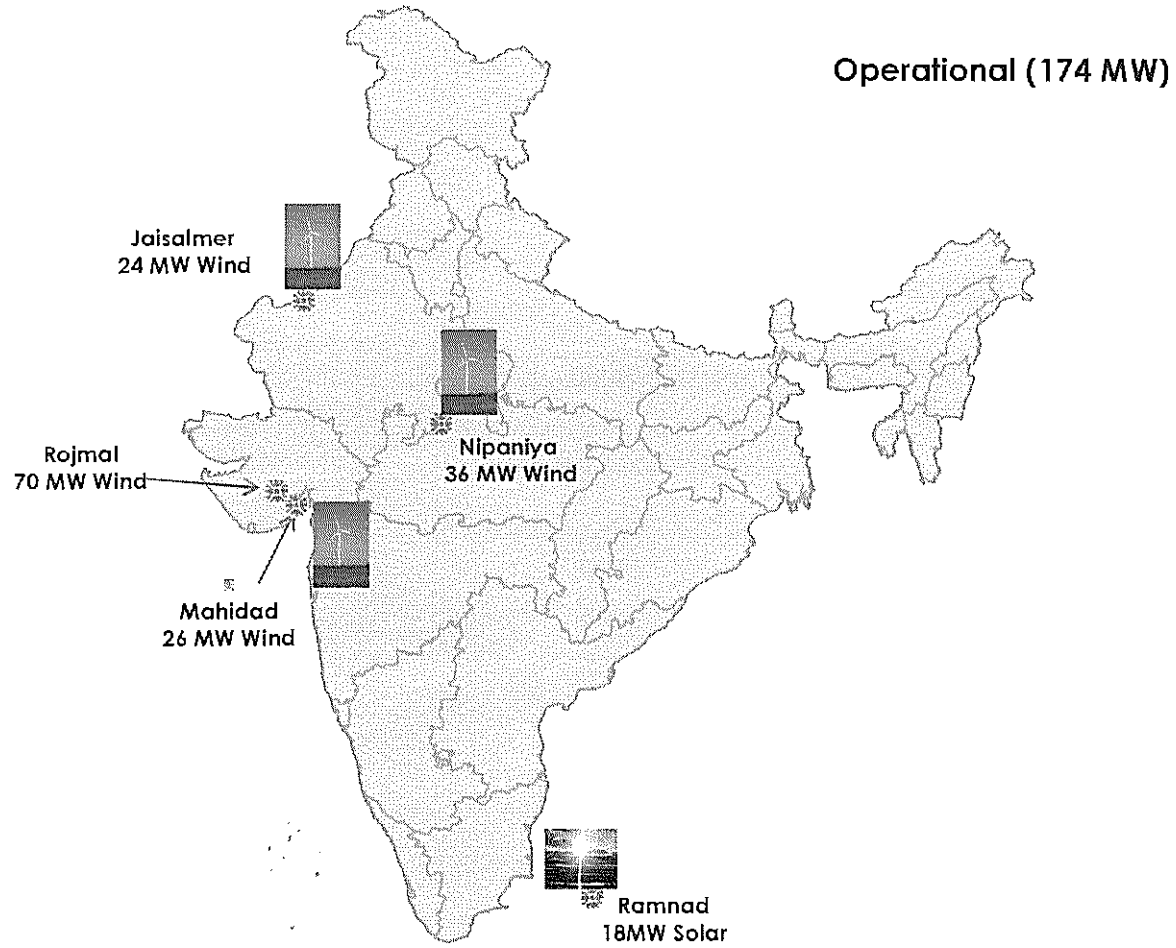 Operational (174 MW)
Jaisalmer
24 MW Wind
Nipaniya
36 MW Wind
Rojmal
70 MW Wind
Mahidad
26 MW Wind
Ramnad
18MW Solar